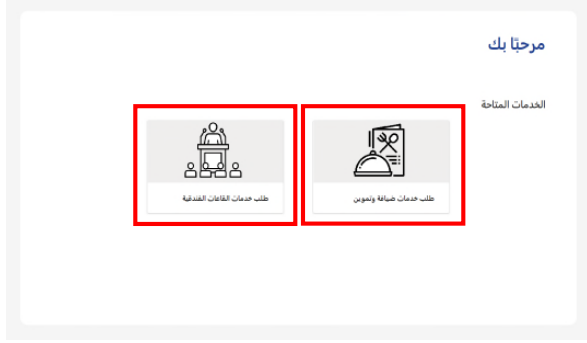 مرحبًا بك
الخدمات المتاحة
طلب خدمات ضيافة وتموين
طلب خدمات القاعات الفندقية